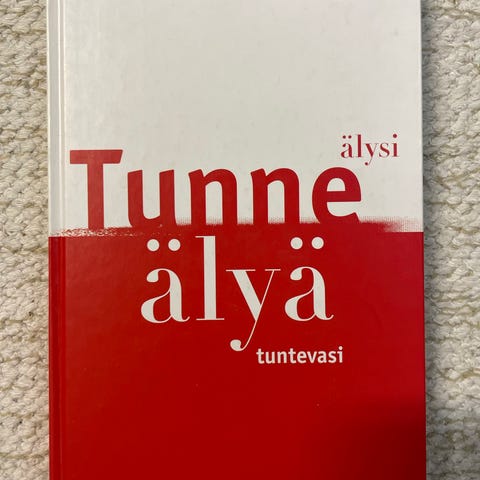 älysi
Tunne
älyä
tuntevasi